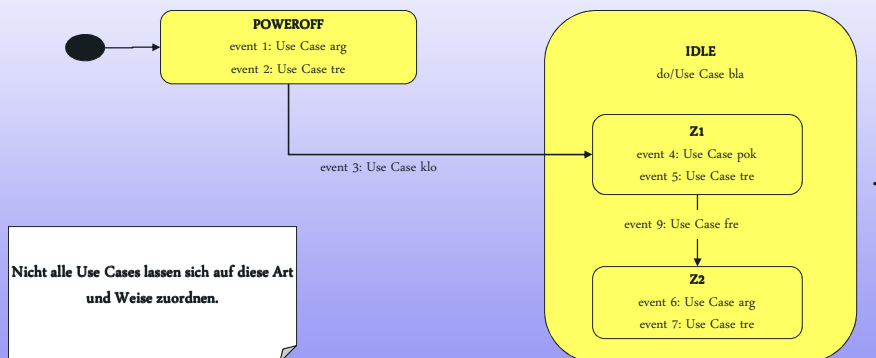 POWEROFF
event 1: Use Case arg
event 2: Use Case tre
IDLE
do/Use Case bla
Z1
event 4: Use Case pok
event 5: Use Case tre
event 3: Use Case klo
event 9: Use Case fre
Nicht alle Use Cases lassen sich auf diese Art
und Weise zuordnen.
Z2
event 6: Use Case arg
event 7: Use Case tre